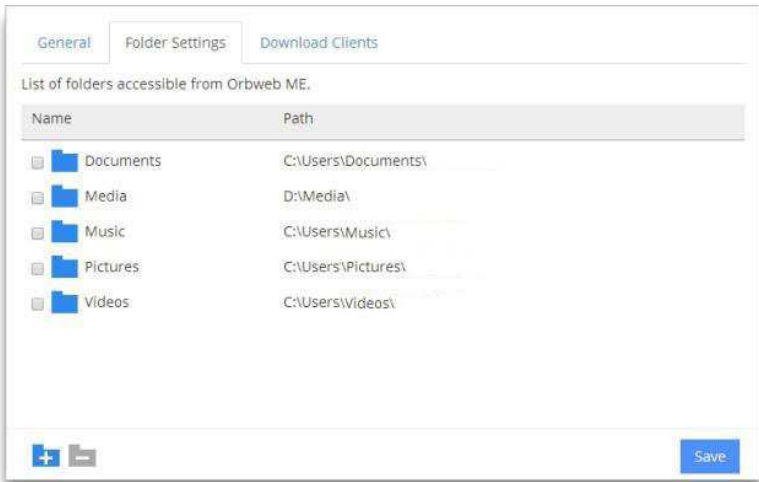 General Folder Settings Download Clients
List of folders accessible from Orbweb ME.
Name Path
Documents C:\Users\Documents\
Media D:\Media\
Music C:\Users\Music\
Pictures C:\Users\Pictures\
Videos C:\Users\Videos\
Save